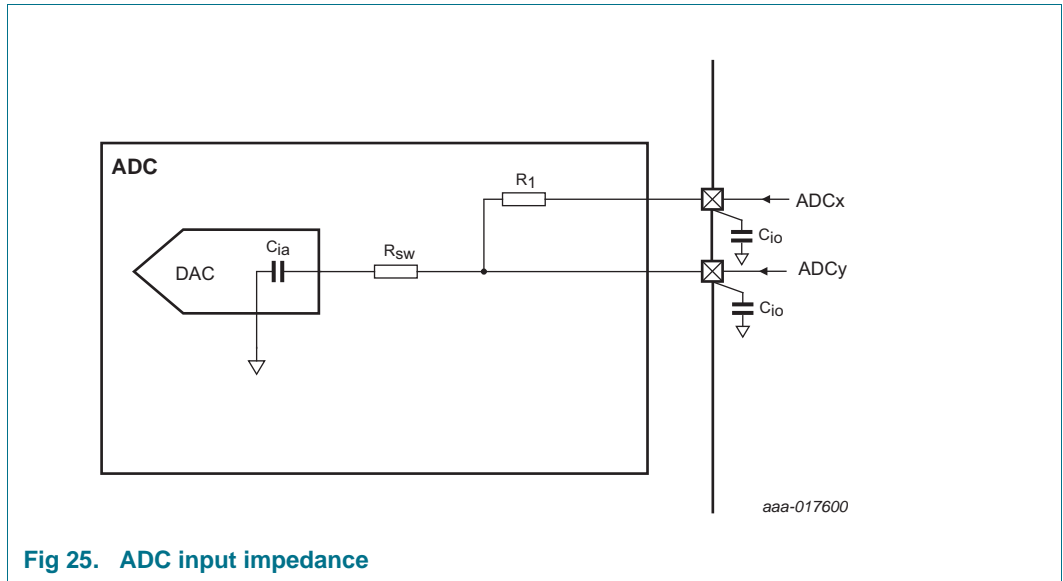 ADC
R1
ADCx
Cio
Cia
Rsw
DAC
ADCy
Cio
aaa-017600
Fig 25. ADC input impedance